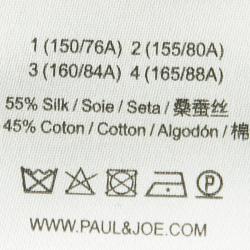 1 (150/76A) 2 (155/80A)
3 (160/84A) 4 (165/88A)
55% Silk / Soie / Seta / 桑蚕丝
45% Coton / Cotton / Algodón / 棉
P
WWW.PAUL&JOE.COM